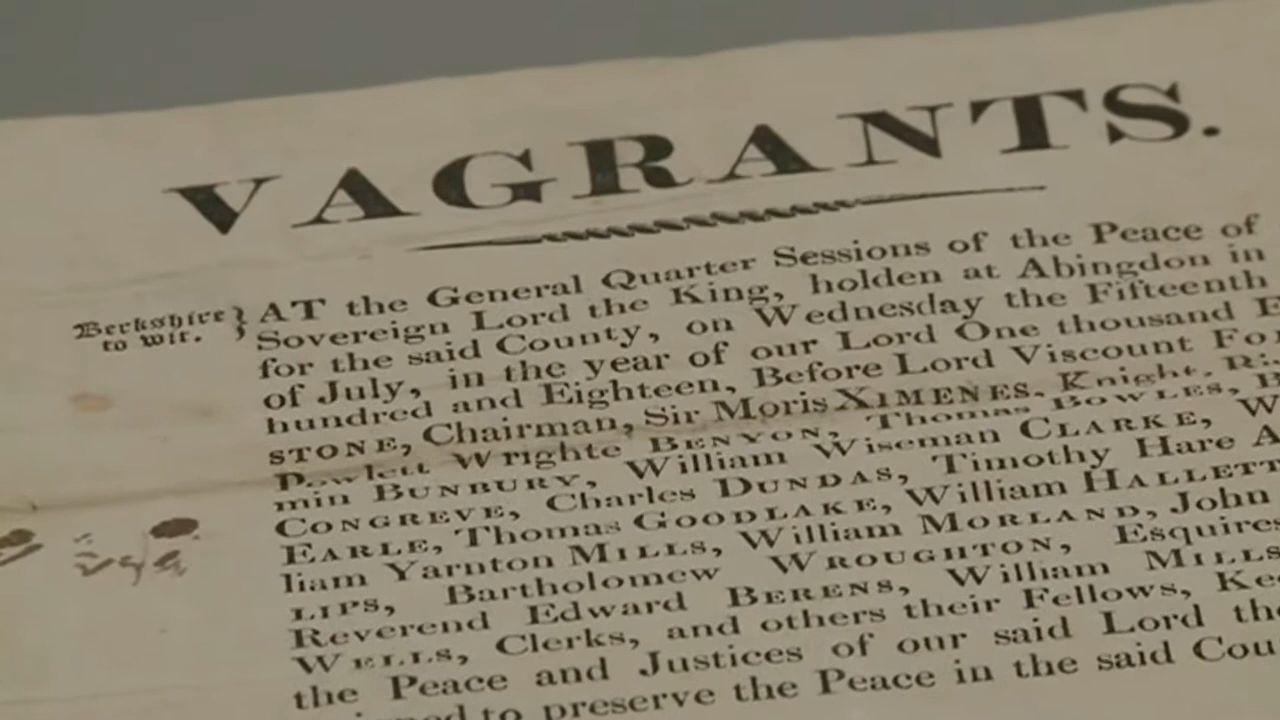 VAGRANTS.
Berkshire }
to wit.
AT the General Quarter Sessions of the Peace of
Sovereign Lord the King, holden at Abingdon in
for the said County, on Wednesday the Fifteenth
of July, in the year of our Lord One thousand E
hundred and Eighteen, Before Lord Viscount Fo
STONE, Chairman, Sir Moris XIMENES, Knight, Ri
Powlett Wrighte BENYON, Thomas BOWLES, B
min BUNBURY, William Wiseman CLARKE, W
CONGREVE, Charles DUNDAS, Timothy Hare A
EARLE, Thomas GOODLAKE, William HALLETT
liam Yarnton MILLS, William MORLAND, John
LIPS, Bartholomew WROUGHTON, Esquires
Reverend Edward BERENS, William MILLS
WELLS, Clerks, and others their Fellows, Kee
the Peace and Justices of our said Lord the
to preserve the Peace in the said Cou